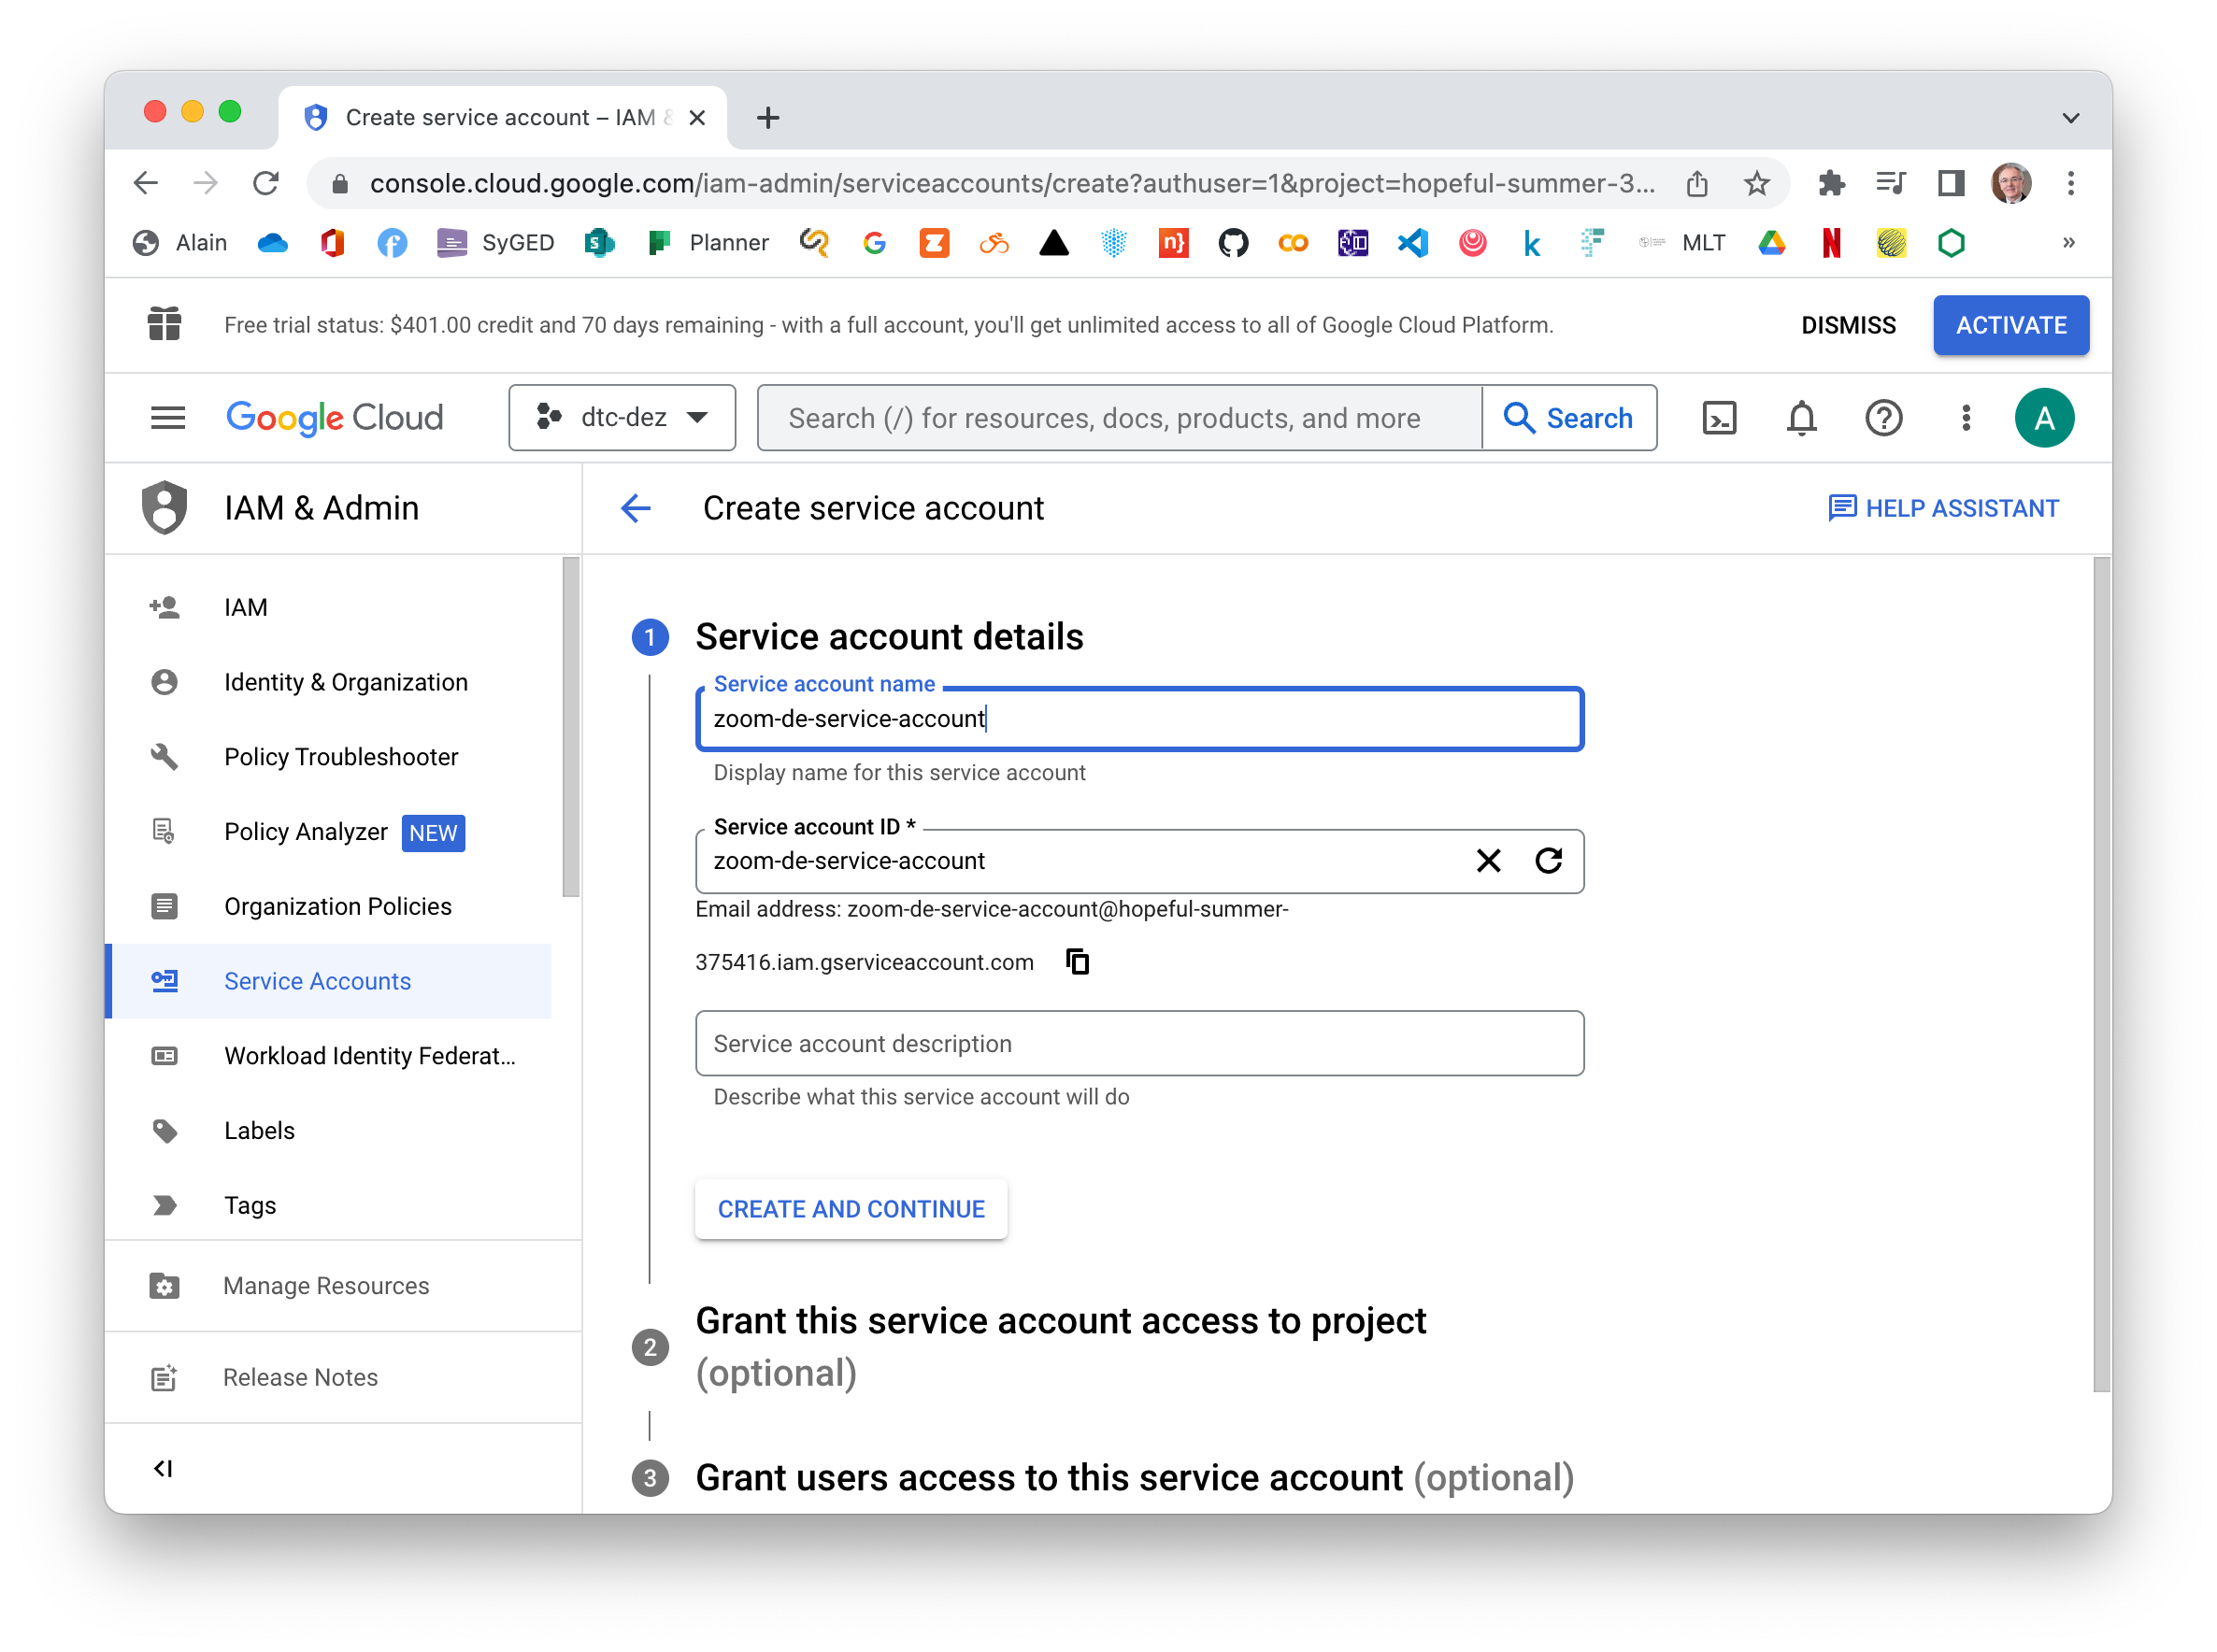 Create service account – IAM &
console.cloud.google.com/iam-admin/serviceaccounts/create?authuser=1&project=hopeful-summer-3...
Alain
SyGED
Planner
MLT
»
Free trial status: $401.00 credit and 70 days remaining - with a full account, you'll get unlimited access to all of Google Cloud Platform.
DISMISS
ACTIVATE
Google Cloud
dtc-dez
Search (/) for resources, docs, products, and more
Search
A
IAM & Admin
Create service account
HELP ASSISTANT
IAM
Identity & Organization
Policy Troubleshooter
Policy Analyzer NEW
Organization Policies
Service Accounts
Workload Identity Federat...
Labels
Tags
Manage Resources
Release Notes
1 Service account details
Service account name
zoom-de-service-account
Display name for this service account
Service account ID *
zoom-de-service-account
Email address: zoom-de-service-account@hopeful-summer-
375416.iam.gserviceaccount.com
Service account description
Describe what this service account will do
CREATE AND CONTINUE
2 Grant this service account access to project
(optional)
3 Grant users access to this service account (optional)